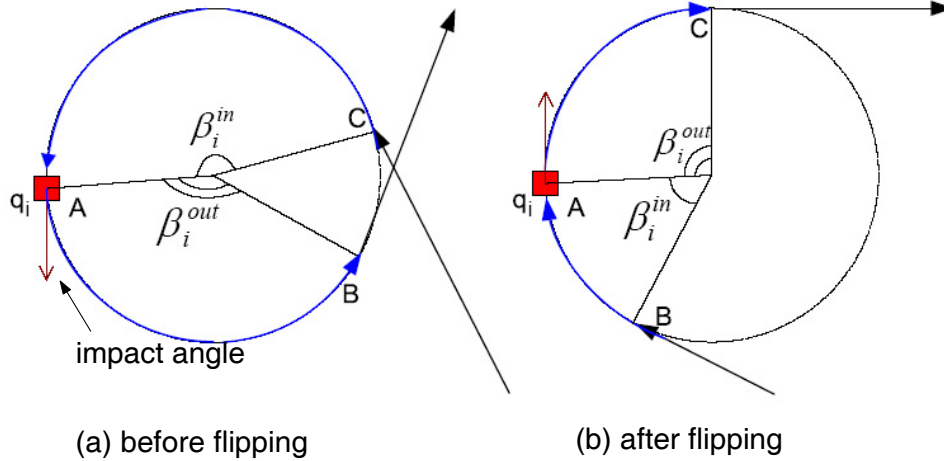 C
β_i^{in}
q_i
A
β_i^{out}
B
impact angle
(a) before flipping
C
β_i^{out}
q_i
A
β_i^{in}
B
(b) after flipping